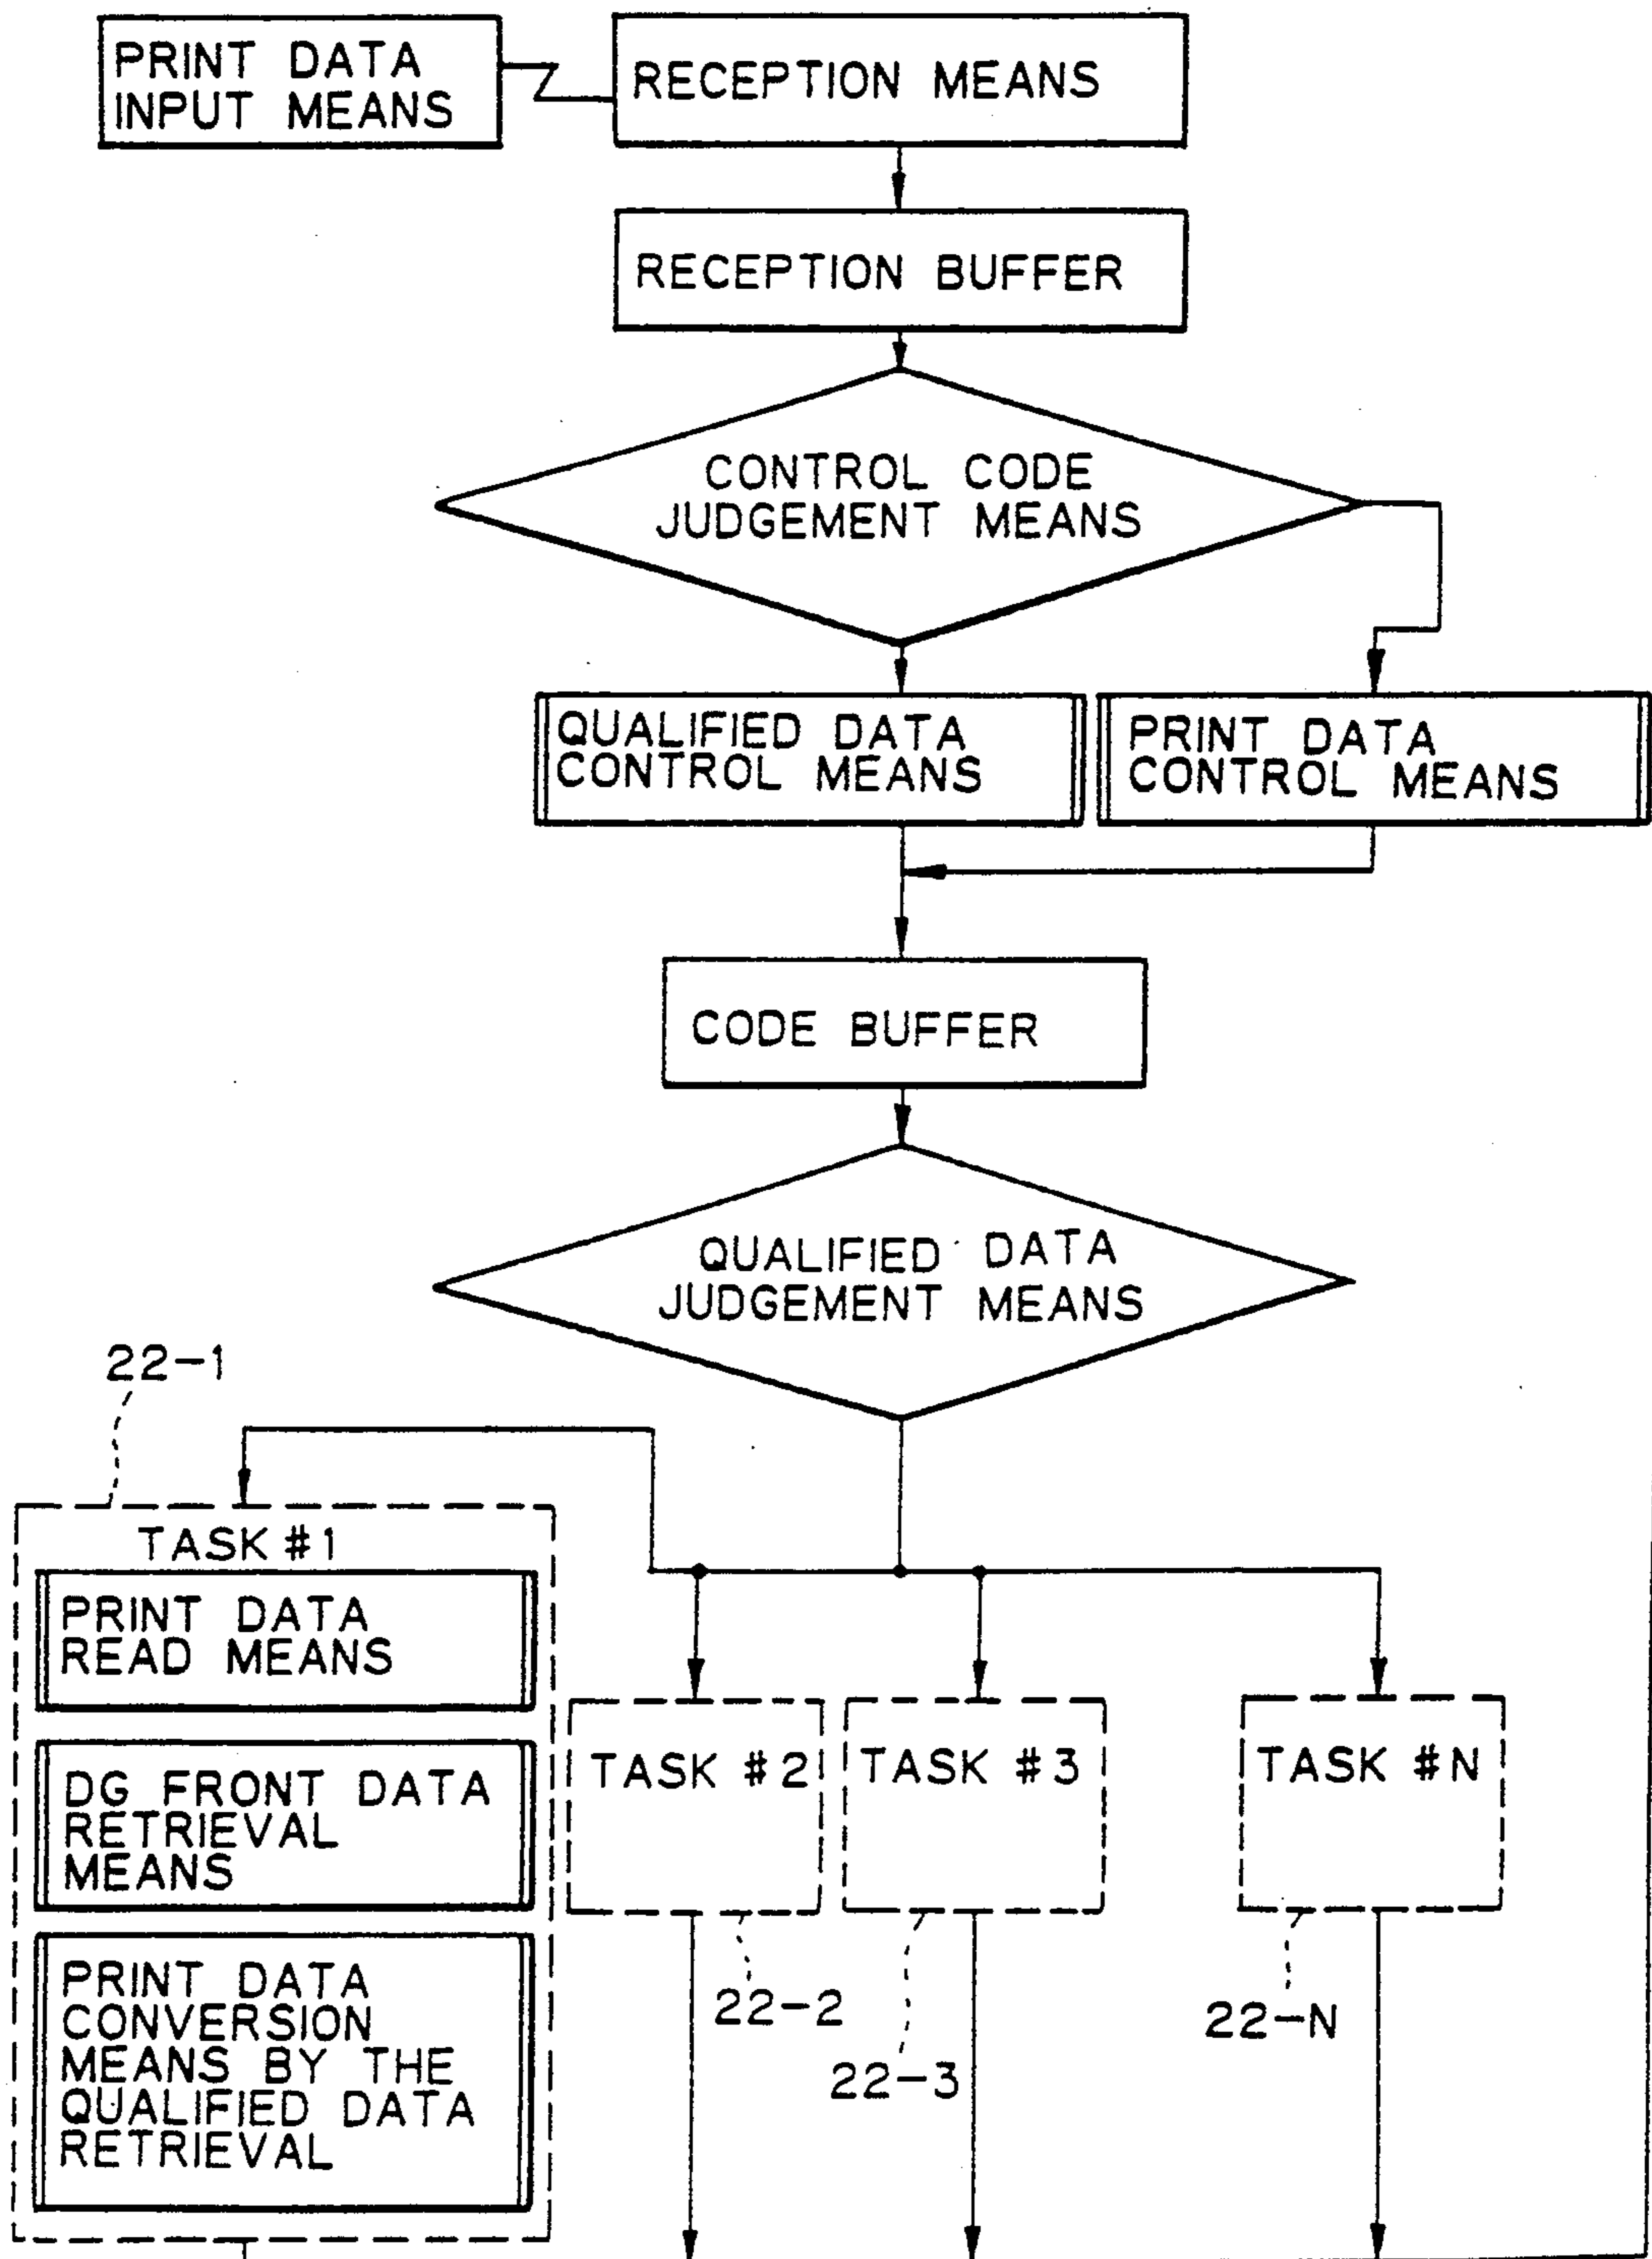 PRINT DATA
INPUT MEANS
RECEPTION MEANS
RECEPTION BUFFER
CONTROL CODE
JUDGEMENT MEANS
QUALIFIED DATA
CONTROL MEANS
PRINT DATA
CONTROL MEANS
CODE BUFFER
QUALIFIED DATA
JUDGEMENT MEANS
22-1
TASK #1
PRINT DATA
READ MEANS
DG FRONT DATA
RETRIEVAL
MEANS
PRINT DATA
CONVERSION
MEANS BY THE
QUALIFIED DATA
RETRIEVAL
TASK #2
TASK #3
TASK #N
22-2
22-3
22-N